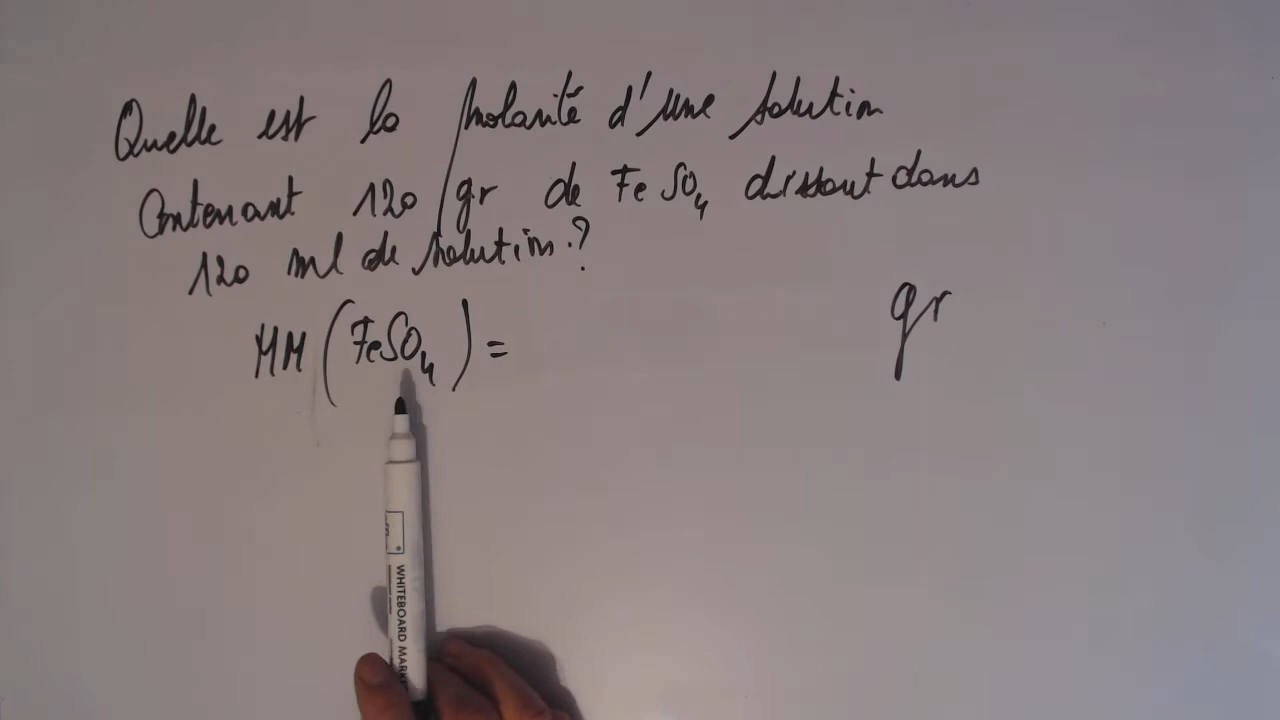 Quelle est la molarité d'une solution
Contenant 120 gr de FeSO4 dissout dans
120 ml de solution.?
MM (FeSO4) =
gr
WHITEBOARD MARKE